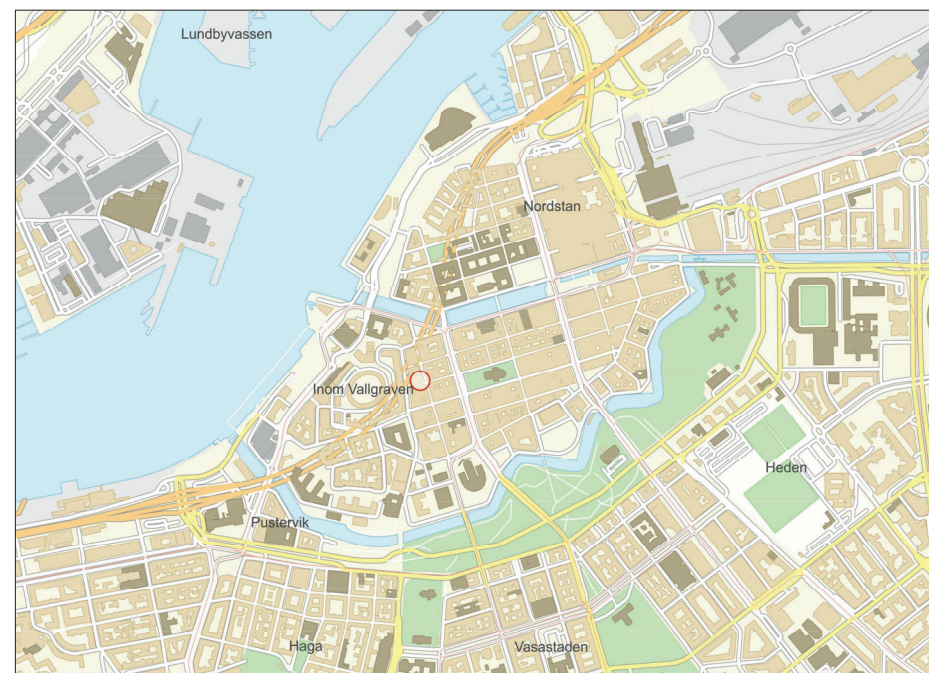 Lundbyvassen
Nordstan
Inom Vallgraven
Heden
Pustervik
Haga
Vasastaden